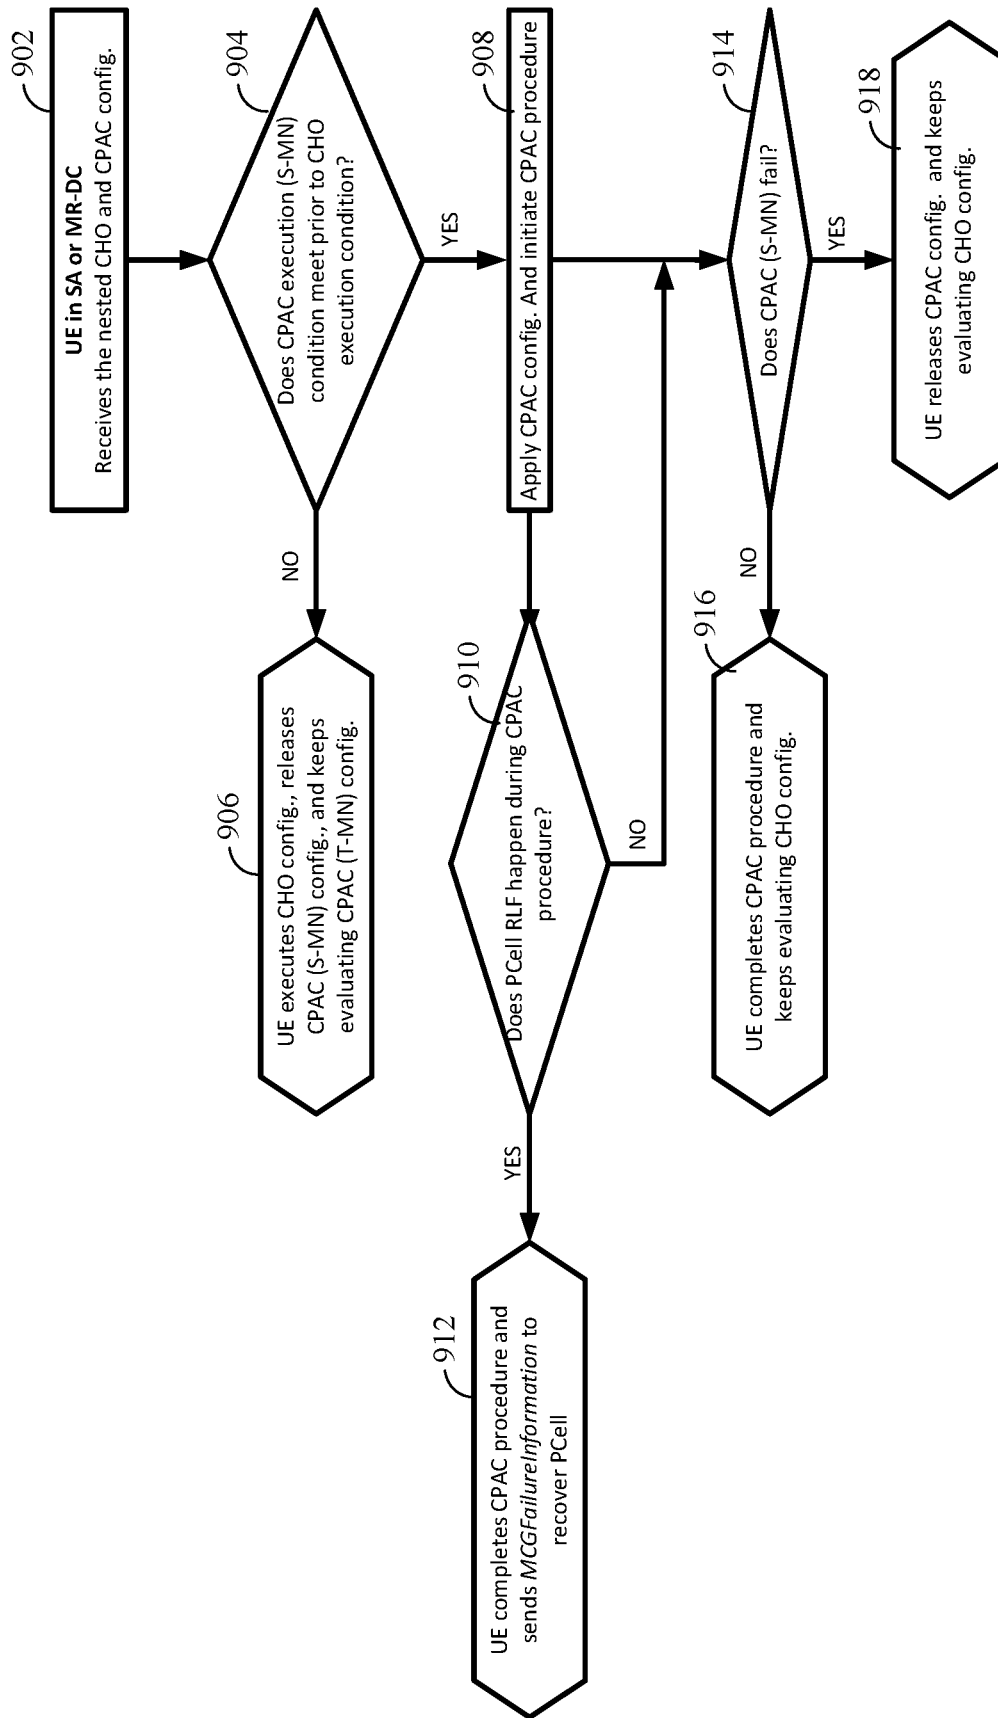 902
UE in SA or MR-DC
Receives the nested CHO and CPAC config.
904
Does CPAC execution (S-MN)
condition meet prior to CHO
execution condition?
NO
YES
906
UE executes CHO config., releases
CPAC (S-MN) config., and keeps
evaluating CPAC (T-MN) config.
908
Apply CPAC config. And initiate CPAC procedure
910
Does PCell RLF happen during CPAC
procedure?
YES
NO
912
UE completes CPAC procedure and
sends MCGFailureInformation to
recover PCell
914
Does CPAC (S-MN) fail?
NO
YES
916
UE completes CPAC procedure and
keeps evaluating CHO config.
918
UE releases CPAC config. and keeps
evaluating CHO config.